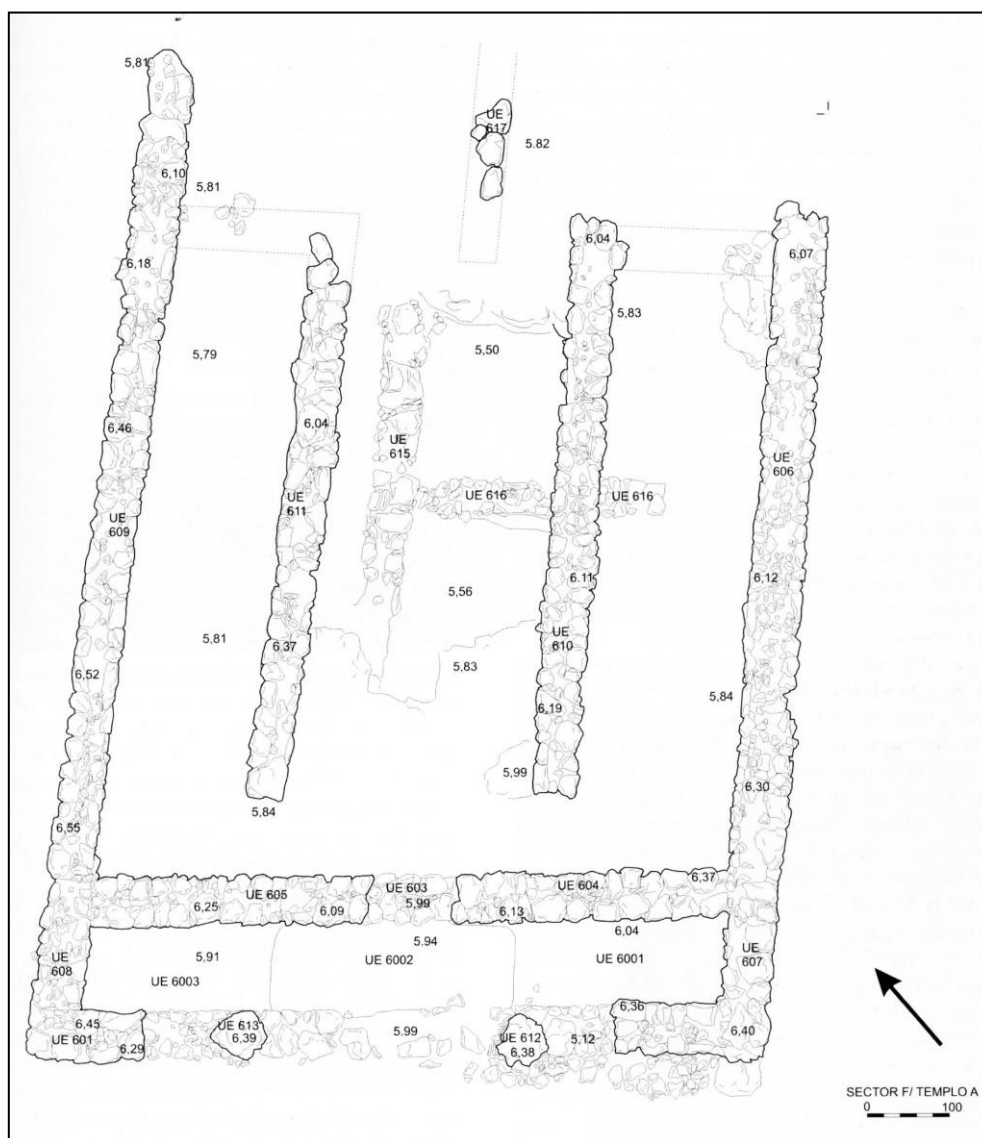 5,81
UE
617
5.82
6,10
5,81
6,04
6,07
6,18
5,83
5,79
5,50
6,46
6,04
UE
615
UE
606
UE
611
UE 616
UE 616
UE
609
6.11
6,12
5,56
5,81
6,37
UE
610
5,83
6,52
5,84
6,19
5,99
6,30
5,84
6,55
UE 605
UE 603
UE 604
6,37
6,25
6,09
5,99
6,13
6,04
5.94
UE
608
5,91
UE 6002
UE 6001
UE
607
UE 6003
6,36
6,45
UE 601
6,29
UE 613
6,39
5.99
UE 612
6,38
5,12
6,40
SECTOR F/ TEMPLO A
0 100